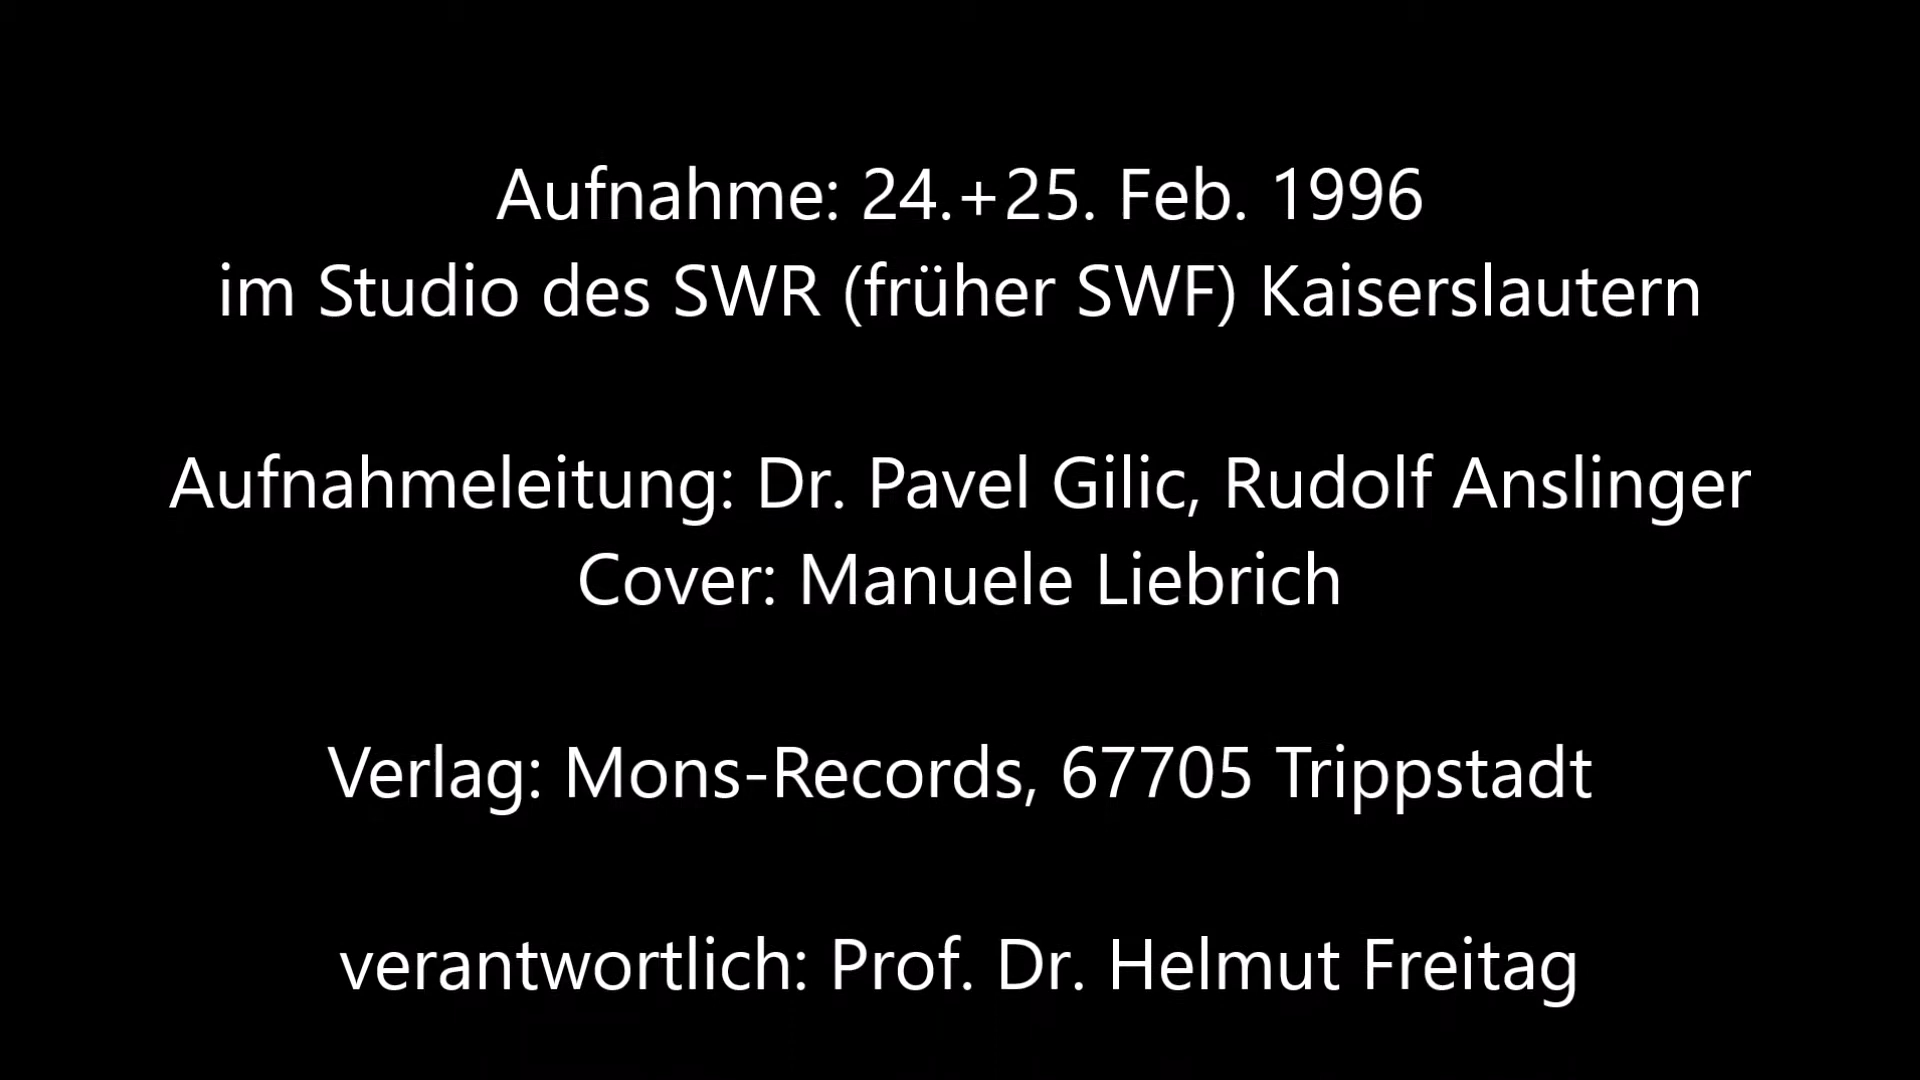 Aufnahme: 24.+25. Feb. 1996
im Studio des SWR (früher SWF) Kaiserslautern
Aufnahmeleitung: Dr. Pavel Gilic, Rudolf Anslinger
Cover: Manuele Liebrich
Verlag: Mons-Records, 67705 Trippstadt
verantwortlich: Prof. Dr. Helmut Freitag